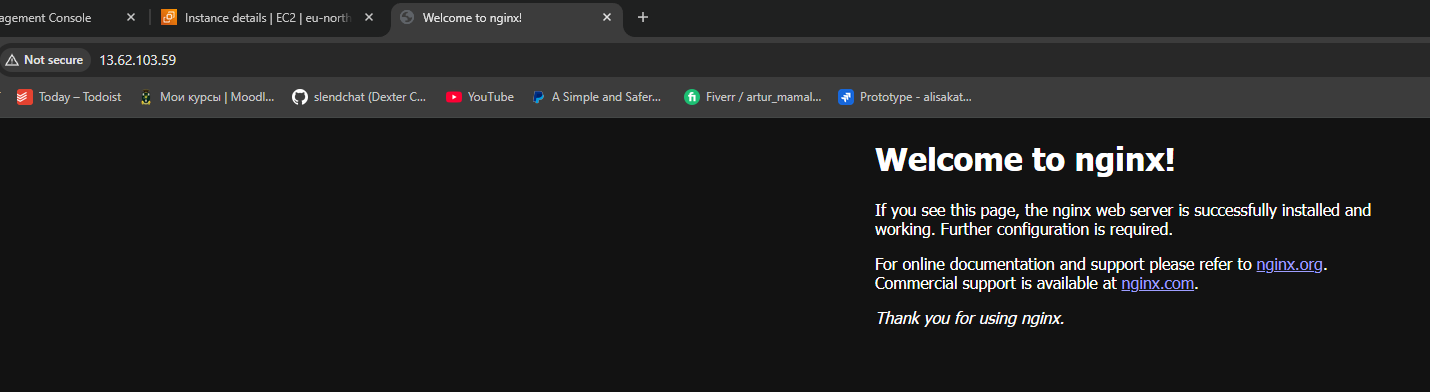 agement Console
Instance details | EC2 | eu-north
Welcome to nginx!
Not secure 13.62.103.59
Today – Todoist Мои курсы | Moodl... slendchat (Dexter C... YouTube A Simple and Safer... Fiverr / artur_mamal... Prototype - alisakat...
Welcome to nginx!
If you see this page, the nginx web server is successfully installed and
working. Further configuration is required.
For online documentation and support please refer to nginx.org.
Commercial support is available at nginx.com.
Thank you for using nginx.